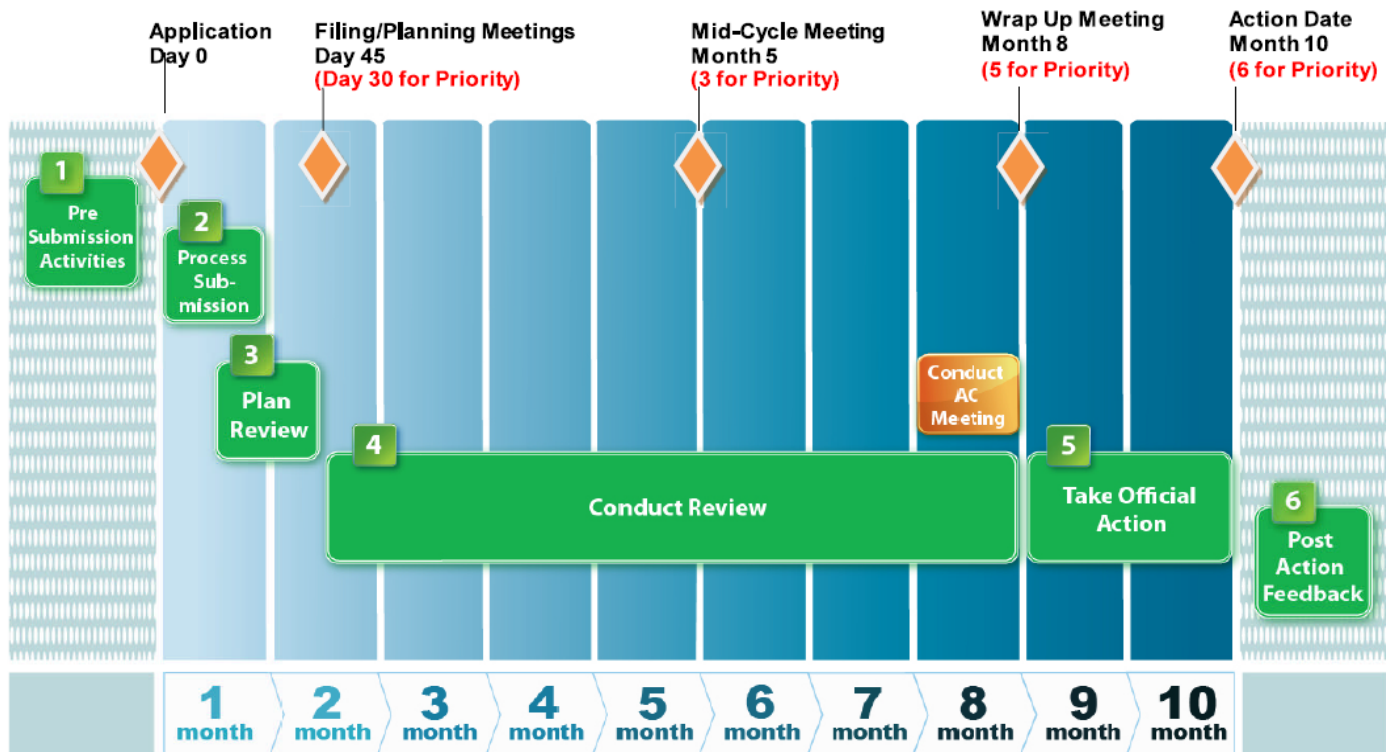 Application
Day 0
Filing/Planning Meetings
Day 45
(Day 30 for Priority)
Mid-Cycle Meeting
Month 5
(3 for Priority)
Wrap Up Meeting
Month 8
(5 for Priority)
Action Date
Month 10
(6 for Priority)
1
Pre
Submission
Activities
2
Process
Sub-
mission
3
Plan
Review
4
Conduct Review
Conduct
AC
Meeting
5
Take Official
Action
6
Post
Action
Feedback
1
month
2
month
3
month
4
month
5
month
6
month
7
month
8
month
9
month
10
month